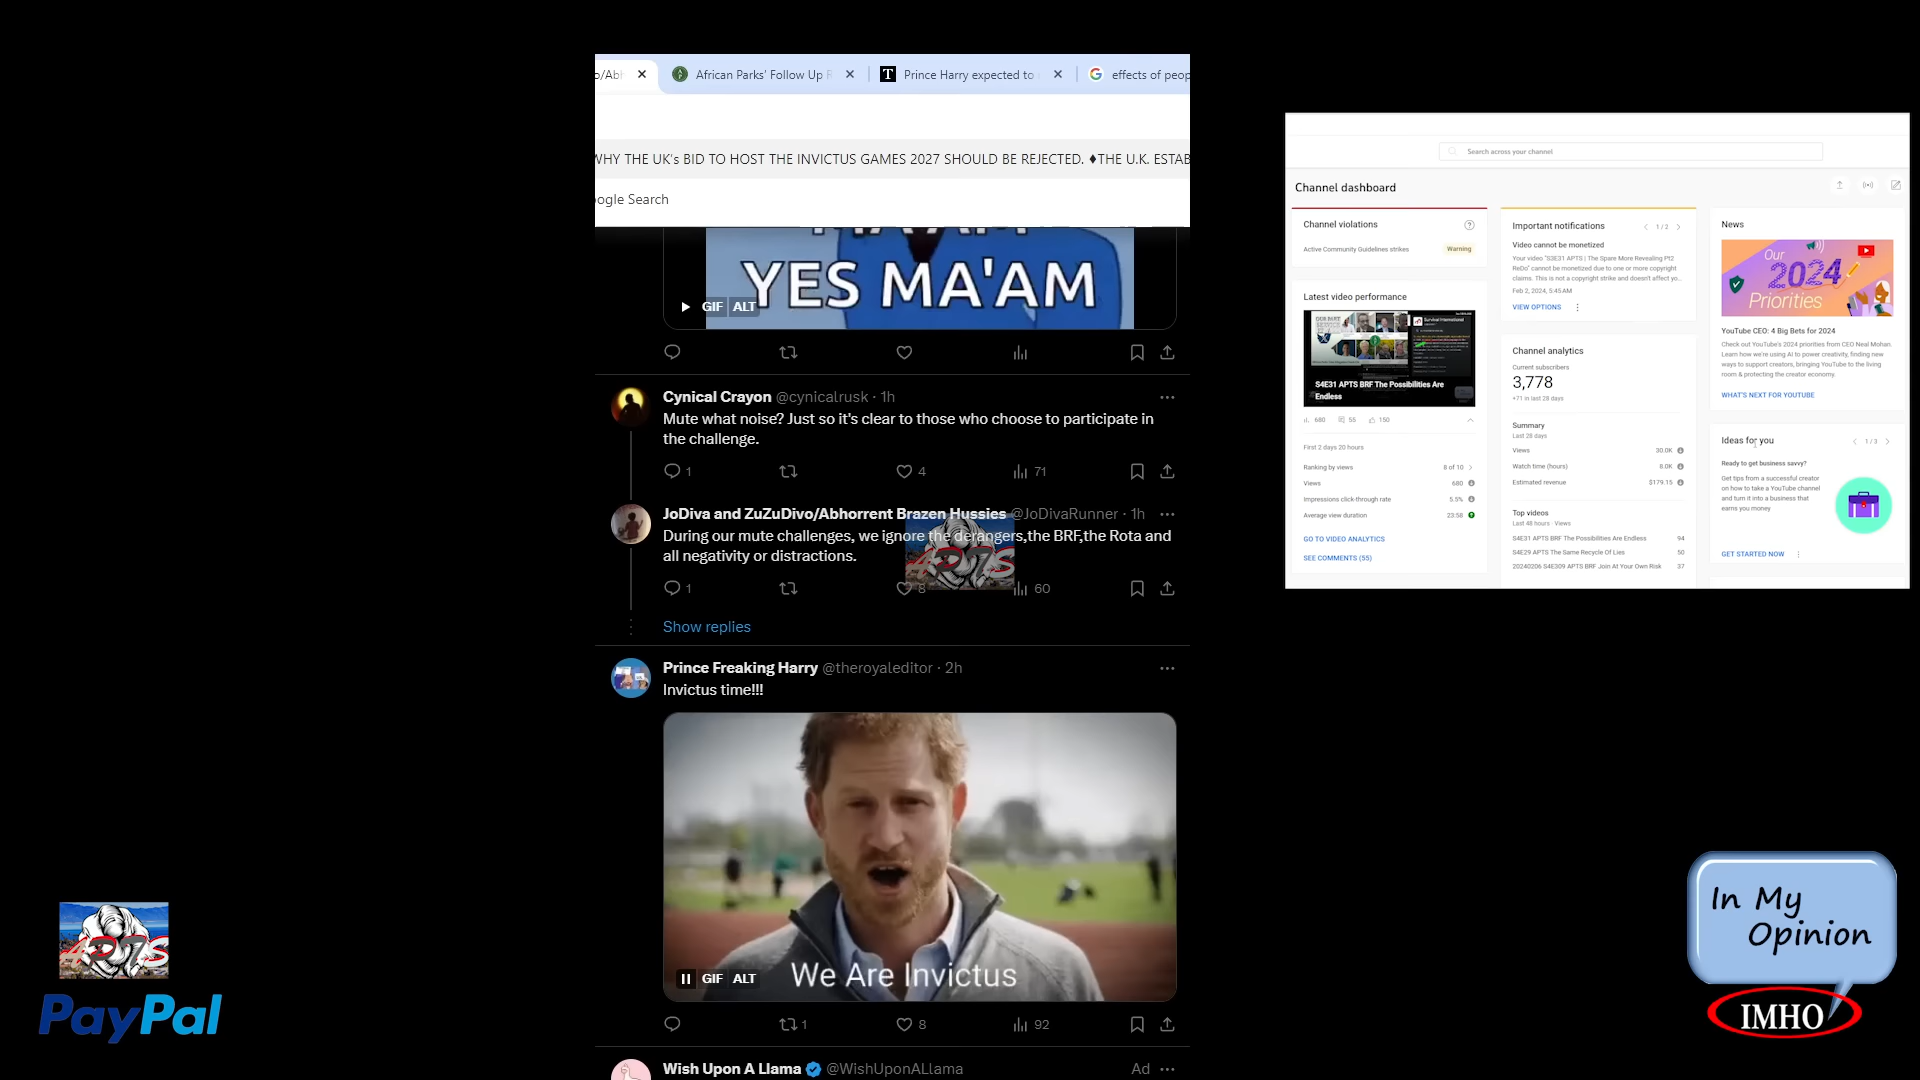 o/Abh
African Parks' Follow Up R
Prince Harry expected to
effects of peop
WHY THE UK's BID TO HOST THE INVICTUS GAMES 2027 SHOULD BE REJECTED. ♦THE U.K. ESTAB
oogle Search
YES MA'AM
GIF ALT
Cynical Crayon @cynicalrusk · 1h
Mute what noise? Just so it's clear to those who choose to participate in
the challenge.
1 4 71
JoDiva and ZuZuDivo/Abhorrent Brazen Hussies @JoDivaRunner · 1h
During our mute challenges, we ignore the derangers,the BRF,the Rota and
all negativity or distractions.
1 8 60
Show replies
Prince Freaking Harry @theroyaleditor · 2h
Invictus time!!!
GIF ALT
We Are Invictus
1 8 92
Wish Upon A Llama @WishUponALlama Ad
Search across your channel
Channel dashboard
Channel violations
Active Community Guidelines strikes Warning
Latest video performance
S4E31 APTS BRF The Possibilities Are
Endless
680 55 150
First 2 days 20 hours
Ranking by views 8 of 10
Views 680
Impressions click-through rate 5.5%
Average view duration 23:58
GO TO VIDEO ANALYTICS
SEE COMMENTS (55)
Important notifications 1 / 2
Video cannot be monetized
Your video "S3E31 APTS | The Spare More Revealing Pt2
ReDo" cannot be monetized due to one or more copyright
claims. This is not a copyright strike and doesn't affect yo...
Feb 2, 2024, 5:45 AM
VIEW OPTIONS
Channel analytics
Current subscribers
3,778
+71 in last 28 days
Summary
Last 28 days
Views 30.0K
Watch time (hours) 8.0K
Estimated revenue $179.15
Top videos
Last 48 hours · Views
S4E31 APTS BRF The Possibilities Are Endless 94
S4E29 APTS The Same Recycle Of Lies 50
20240206 S4E309 APTS BRF Join At Your Own Risk 37
News
Our
2024
Priorities
YouTube CEO: 4 Big Bets for 2024
Check out YouTube's 2024 priorities from CEO Neal Mohan.
Learn how we're using AI to power creativity, finding new
ways to support creators, bringing YouTube to the living
room & protecting the creator economy.
WHAT'S NEXT FOR YOUTUBE
Ideas for you 1 / 3
Ready to get business savvy?
Get tips from a successful creator
on how to take a YouTube channel
and turn it into a business that
earns you money
GET STARTED NOW
APTS
PayPal
In My
Opinion
IMHO